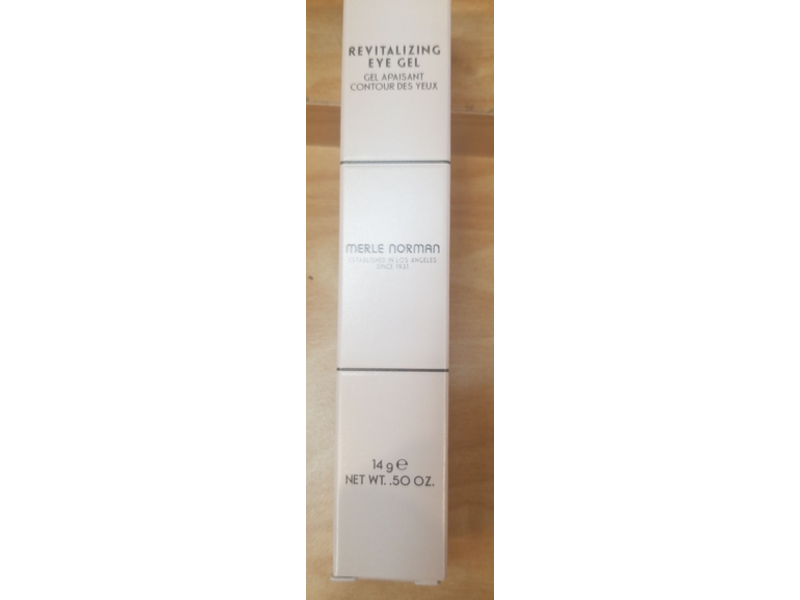 REVITALIZING
EYE GEL
GEL APAISANT
CONTOUR DES YEUX
MERLE NORMAN
ESTABLISHED IN LOS ANGELES
SINCE 1931
14 g ℮
NET WT. .50 OZ.